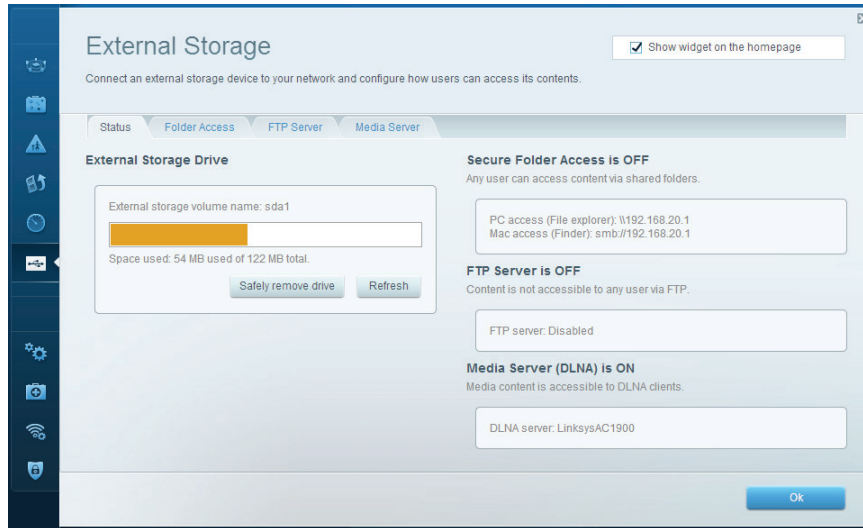 External Storage
Show widget on the homepage
Connect an external storage device to your network and configure how users can access its contents.
Status
Folder Access
FTP Server
Media Server
External Storage Drive
External storage volume name: sda1
Space used: 54 MB used of 122 MB total.
Safely remove drive
Refresh
Secure Folder Access is OFF
Any user can access content via shared folders.
PC access (File explorer): \\192.168.20.1
Mac access (Finder): smb://192.168.20.1
FTP Server is OFF
Content is not accessible to any user via FTP.
FTP server: Disabled
Media Server (DLNA) is ON
Media content is accessible to DLNA clients.
DLNA server: LinksysAC1900
Ok